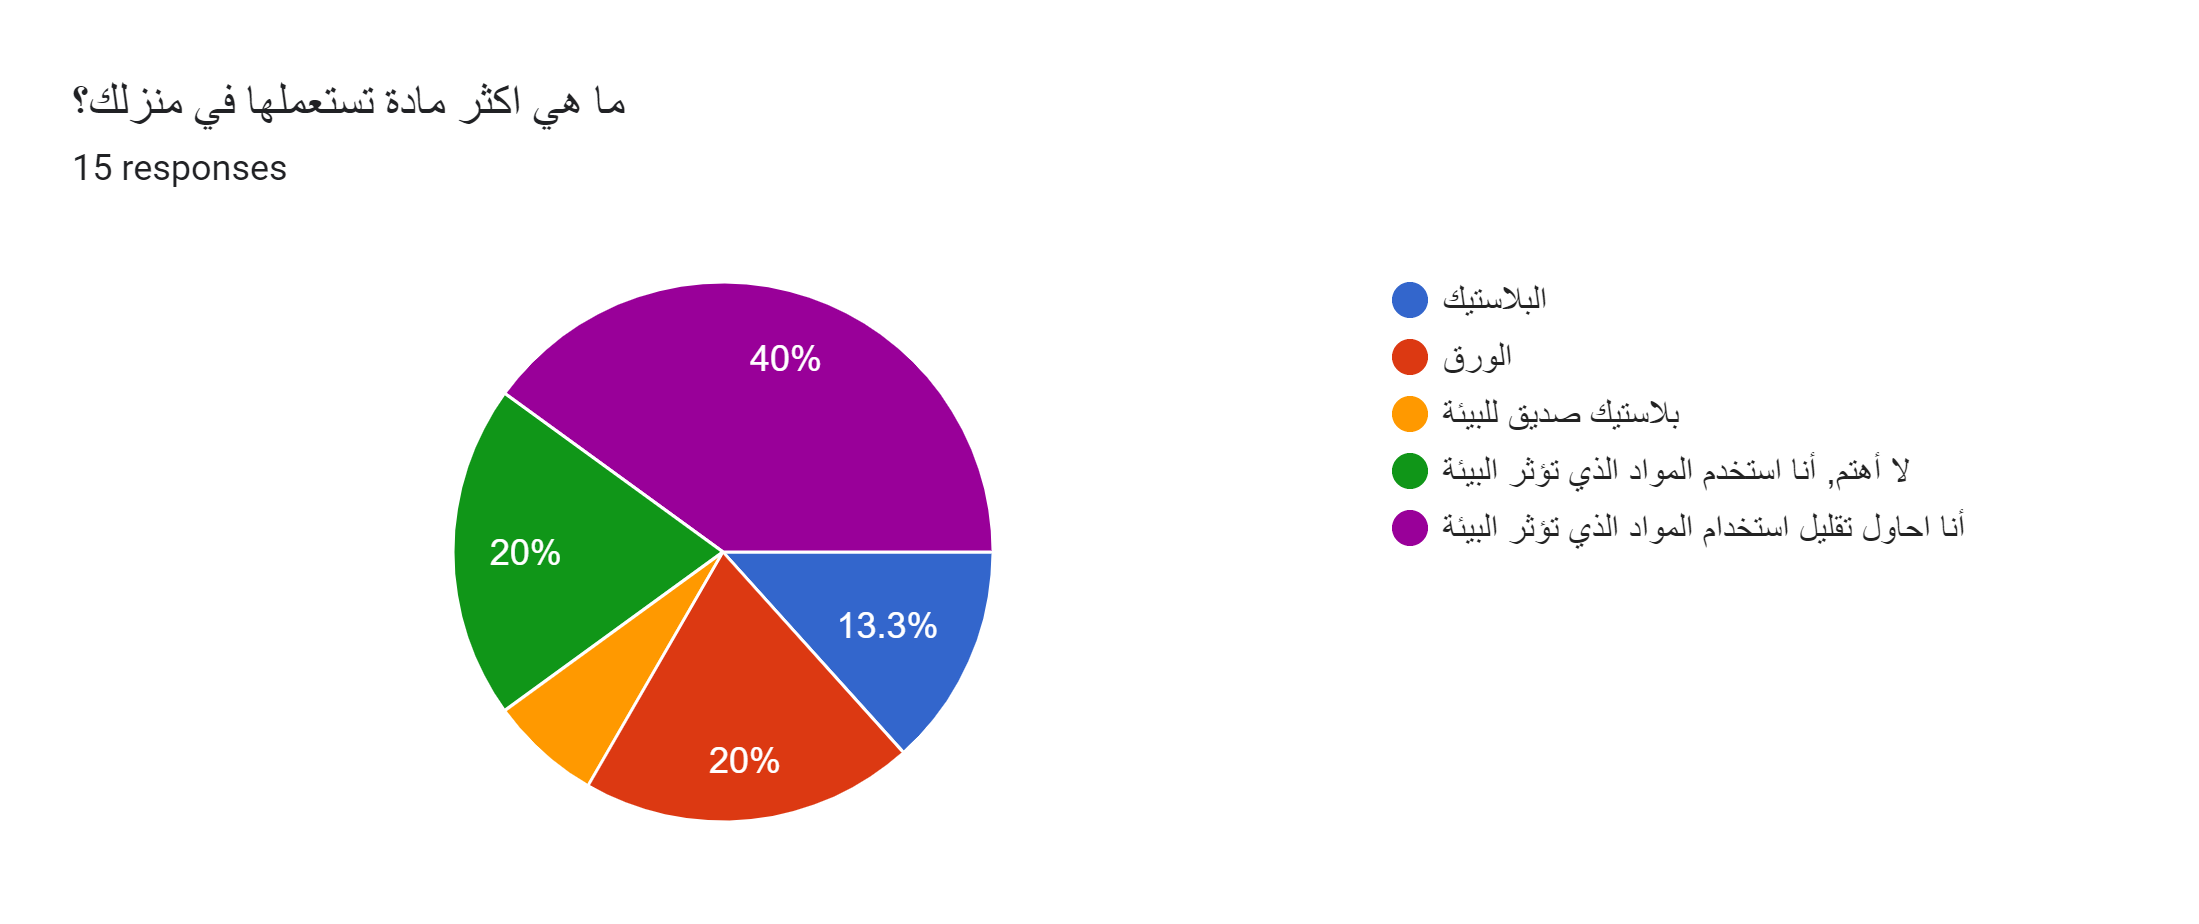 ما هي اكثر مادة تستعملها في منزلك؟
15 responses
40%
20%
13.3%
20%
البلاستيك
الورق
بلاستيك صديق للبيئة
لا أهتم, أنا استخدم المواد الذي تؤثر البيئة
أنا احاول تقليل استخدام المواد الذي تؤثر البيئة